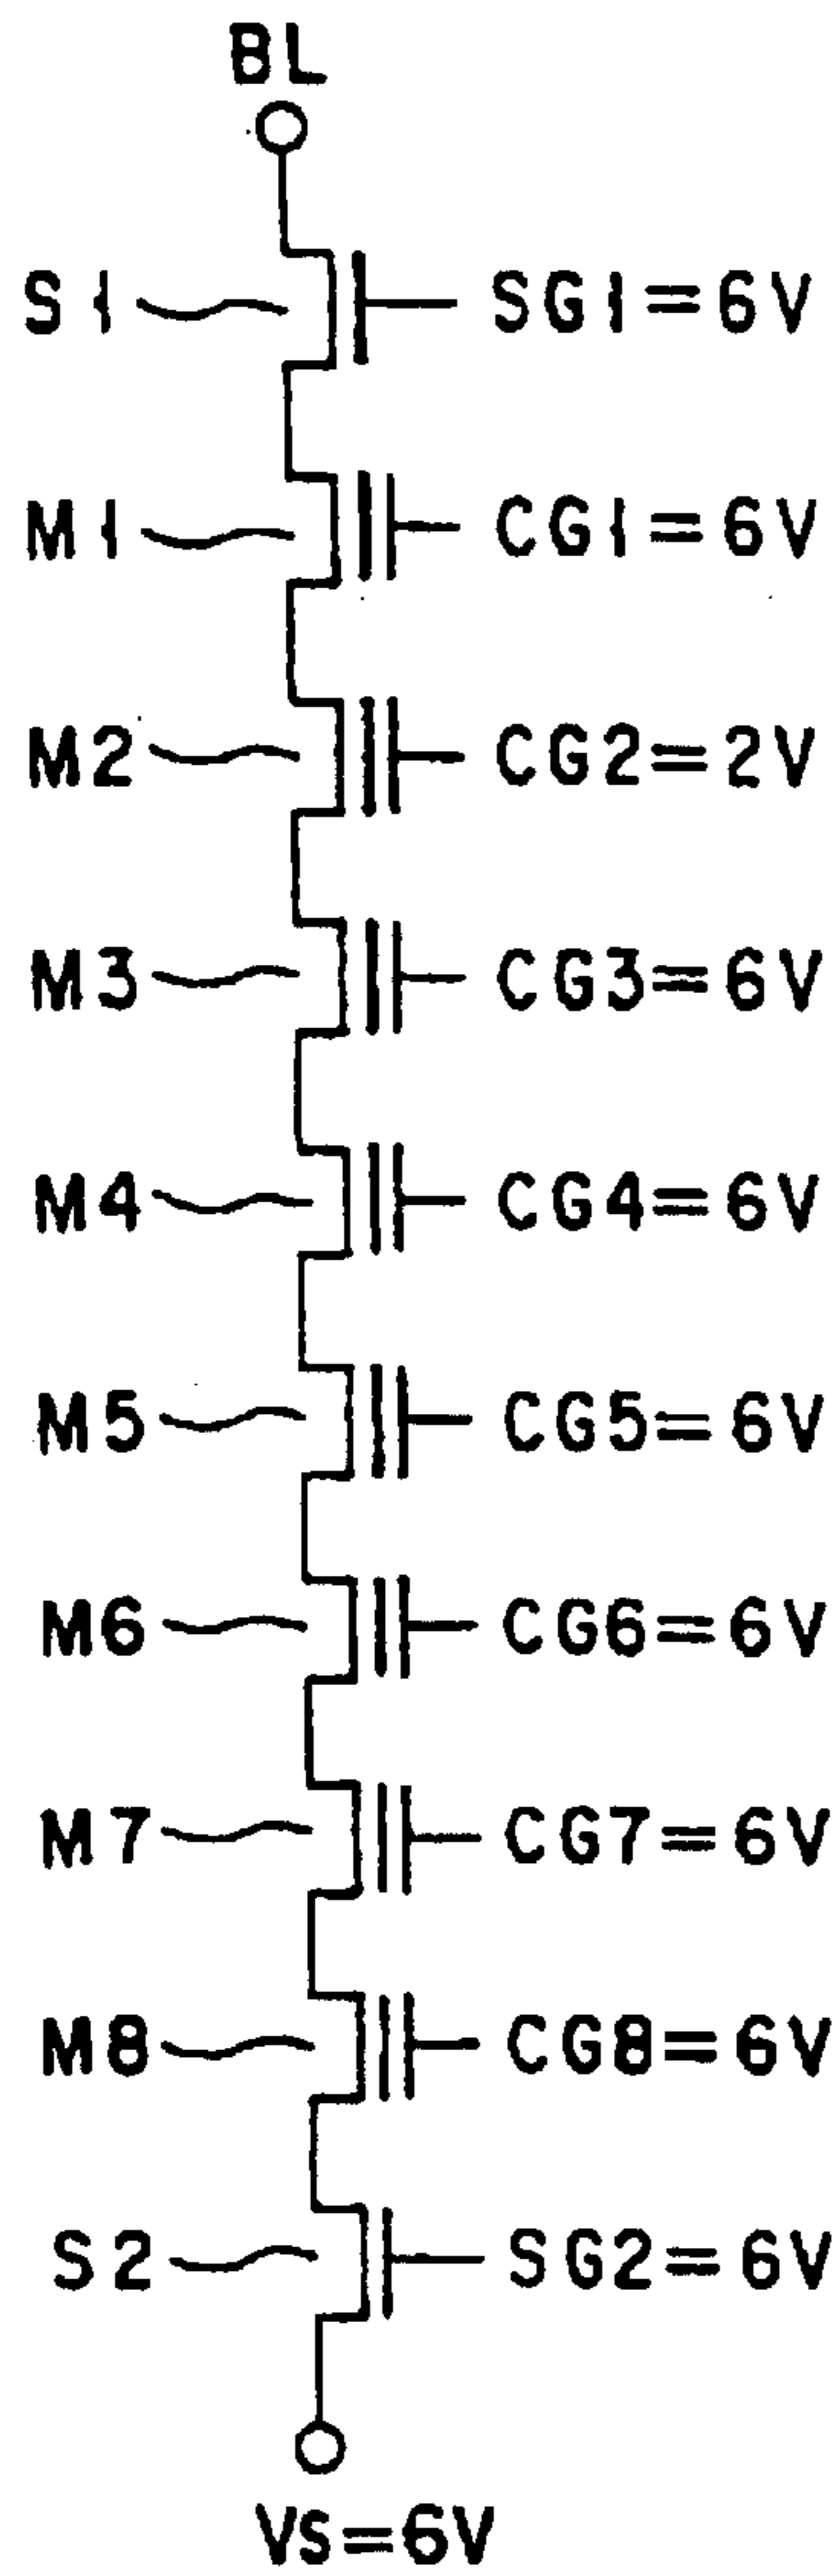 BL
S1 SG1=6V
M1 CG1=6V
M2 CG2=2V
M3 CG3=6V
M4 CG4=6V
M5 CG5=6V
M6 CG6=6V
M7 CG7=6V
M8 CG8=6V
S2 SG2=6V
VS=6V